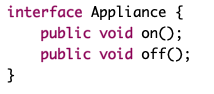 interface Appliance {
    public void on();
    public void off();
}